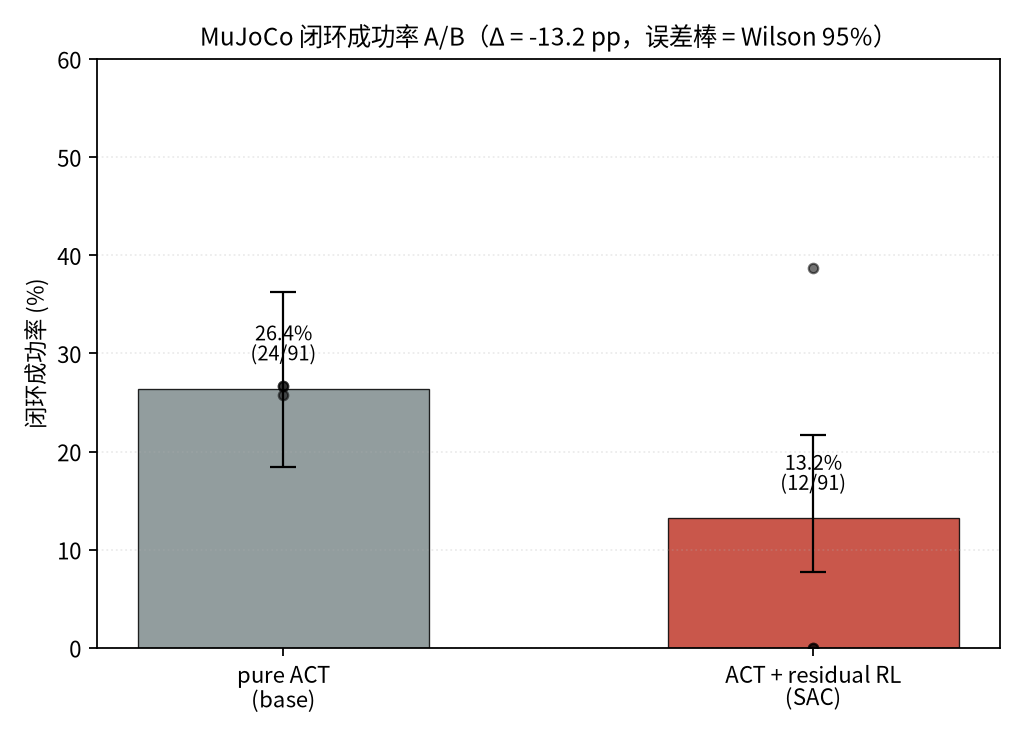 MuJoCo 闭环成功率 A/B（Δ = -13.2 pp，误差棒 = Wilson 95%）
闭环成功率 (%)
60
50
40
30
20
10
0
26.4%
(24/91)
13.2%
(12/91)
pure ACT
(base)
ACT + residual RL
(SAC)